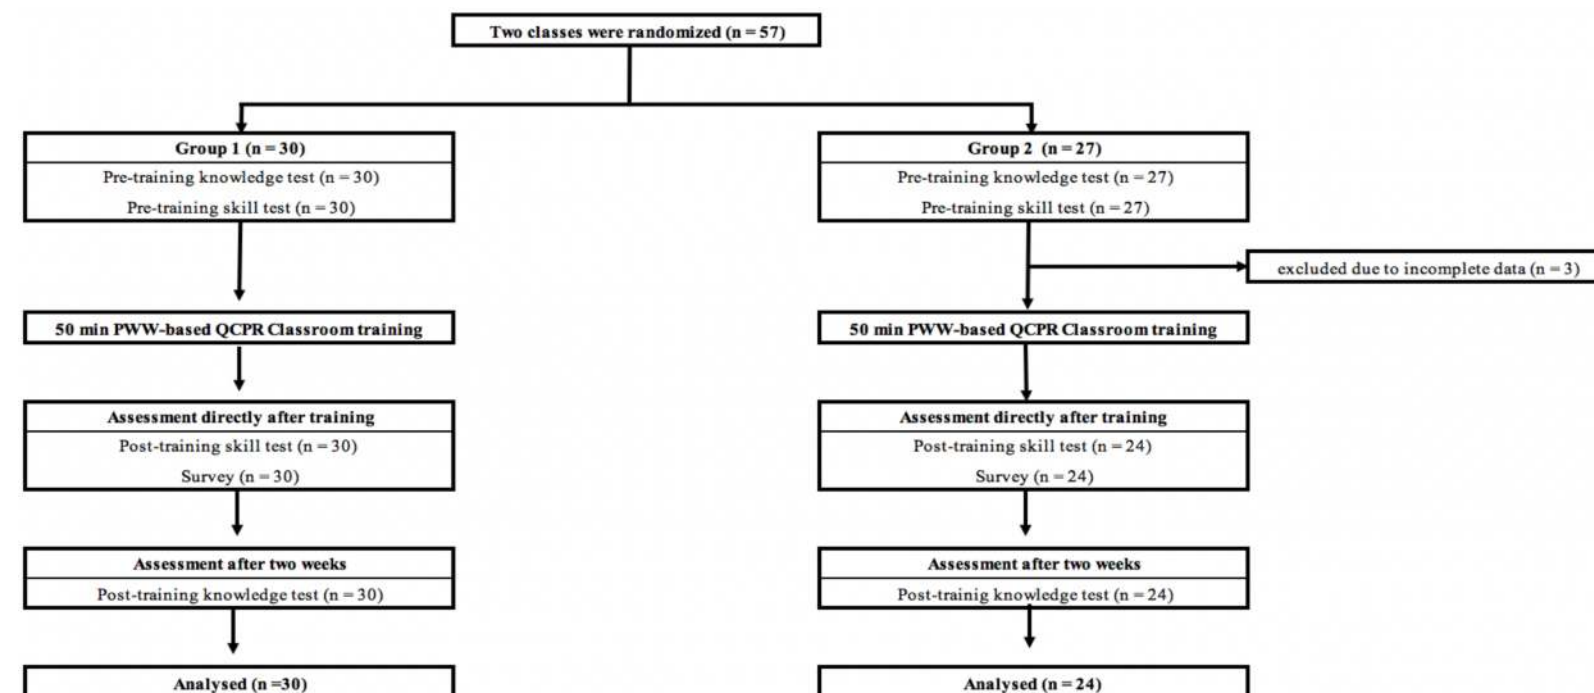 Two classes were randomized (n = 57)
Group 1 (n = 30)
Pre-training knowledge test (n = 30)
Pre-training skill test (n = 30)
Group 2 (n = 27)
Pre-training knowledge test (n = 27)
Pre-training skill test (n = 27)
excluded due to incomplete data (n = 3)
50 min PWW-based QCPR Classroom training
50 min PWW-based QCPR Classroom training
Assessment directly after training
Post-training skill test (n = 30)
Survey (n = 30)
Assessment directly after training
Post-training skill test (n = 24)
Survey (n = 24)
Assessment after two weeks
Post-training knowledge test (n = 30)
Assessment after two weeks
Post-trainig knowledge test (n = 24)
Analysed (n =30)
Analysed (n = 24)